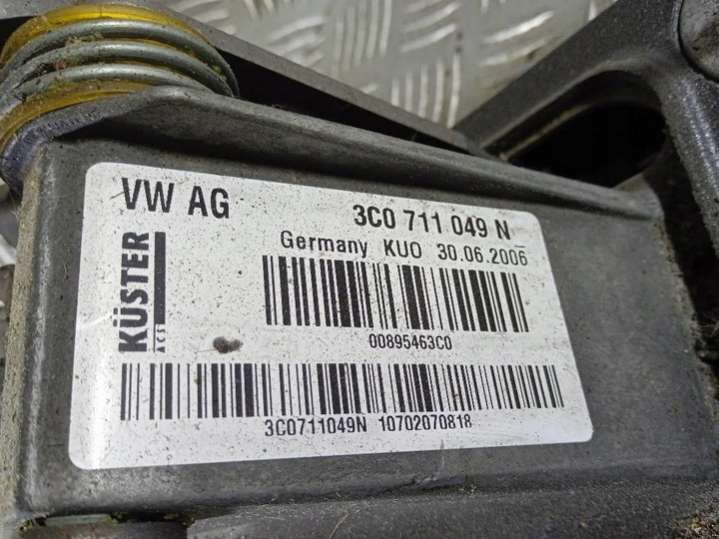 VW AG 3C0 711 049 N
Germany KUO 30.06.2006
KÜSTER
ACS
00895463C0
3C0711049N 10702070818